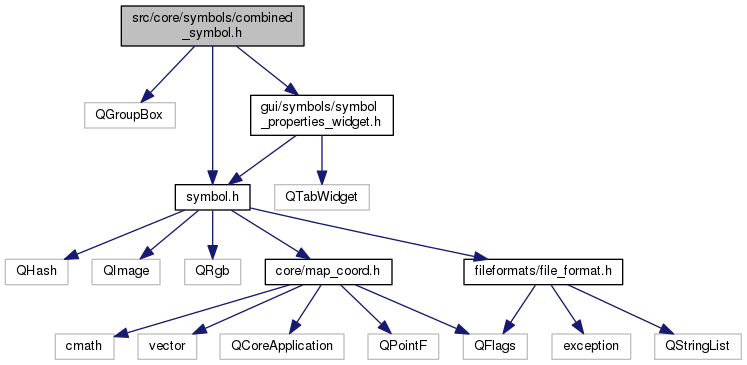 src/core/symbols/combined
_symbol.h
QGroupBox
gui/symbols/symbol
_properties_widget.h
symbol.h
QTabWidget
QHash
QImage
QRgb
core/map_coord.h
fileformats/file_format.h
cmath
vector
QCoreApplication
QPointF
QFlags
exception
QStringList